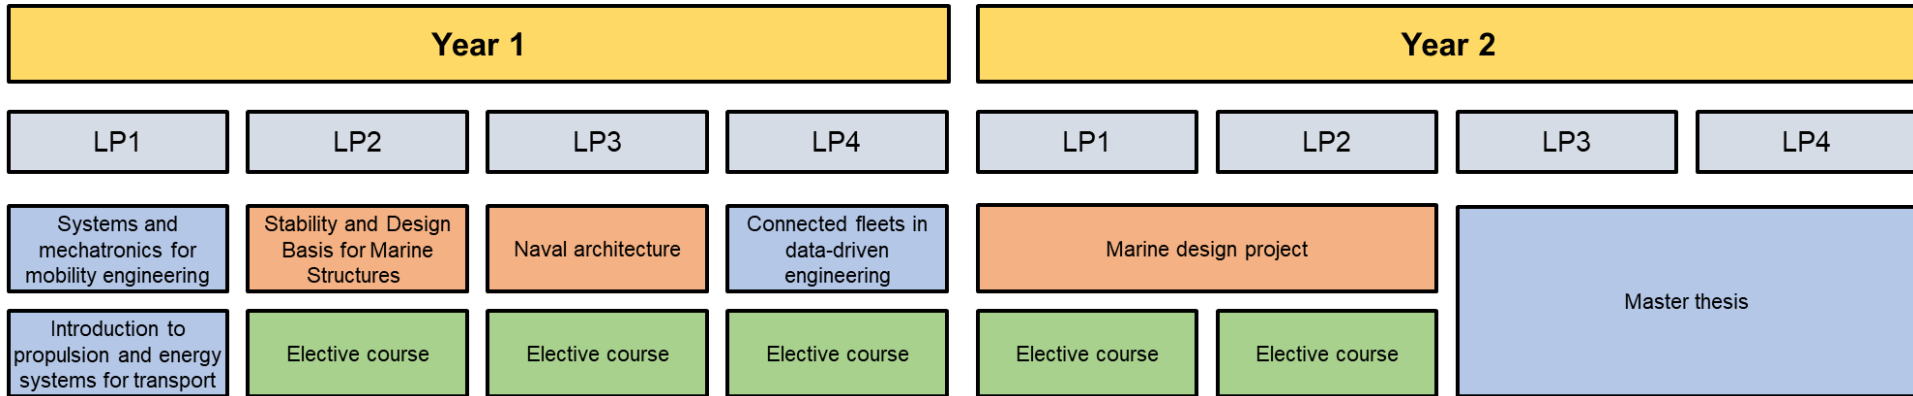 Year 1
Year 2
LP1
LP2
LP3
LP4
LP1
LP2
LP3
LP4
Systems and
mechatronics for
mobility engineering
Stability and Design
Basis for Marine
Structures
Naval architecture
Connected fleets in
data-driven
engineering
Marine design project
Master thesis
Introduction to
propulsion and energy
systems for transport
Elective course
Elective course
Elective course
Elective course
Elective course